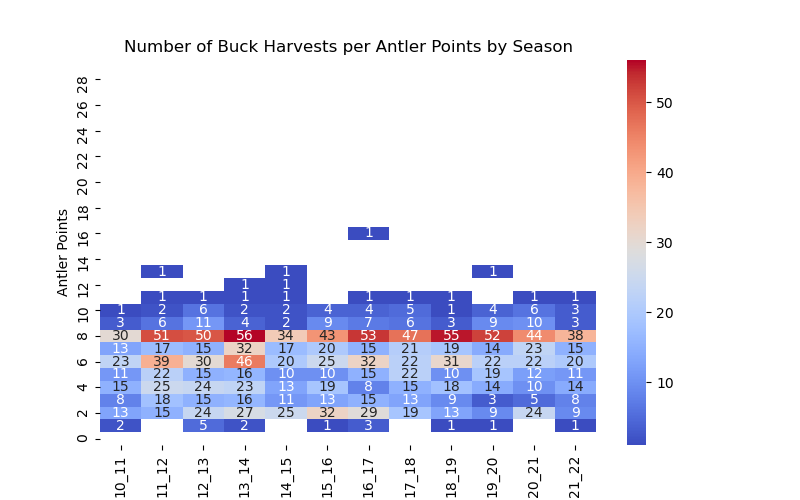 Number of Buck Harvests per Antler Points by Season
28
26
24
22
20
18
16 1
14
1 1 1
1 1
12 1 1 1 1 1 1 1 1 1
10 1 2 6 2 2 4 4 5 1 4 6 3
3 6 11 4 2 9 7 6 3 9 10 3
8 30 51 50 56 34 43 53 47 55 52 44 38
13 17 15 32 17 20 15 21 19 14 23 15
6 23 39 30 46 20 25 32 22 31 22 22 20
11 22 15 16 10 10 15 22 10 19 12 11
4 15 25 24 23 13 19 8 15 18 14 10 14
8 18 15 16 11 13 15 13 9 3 5 8
2 13 15 24 27 25 32 29 19 13 9 24 9
2 5 2 1 3 1 1 1
0
Antler Points
10_11 11_12 12_13 13_14 14_15 15_16 16_17 17_18 18_19 19_20 20_21 21_22
50
40
30
20
10